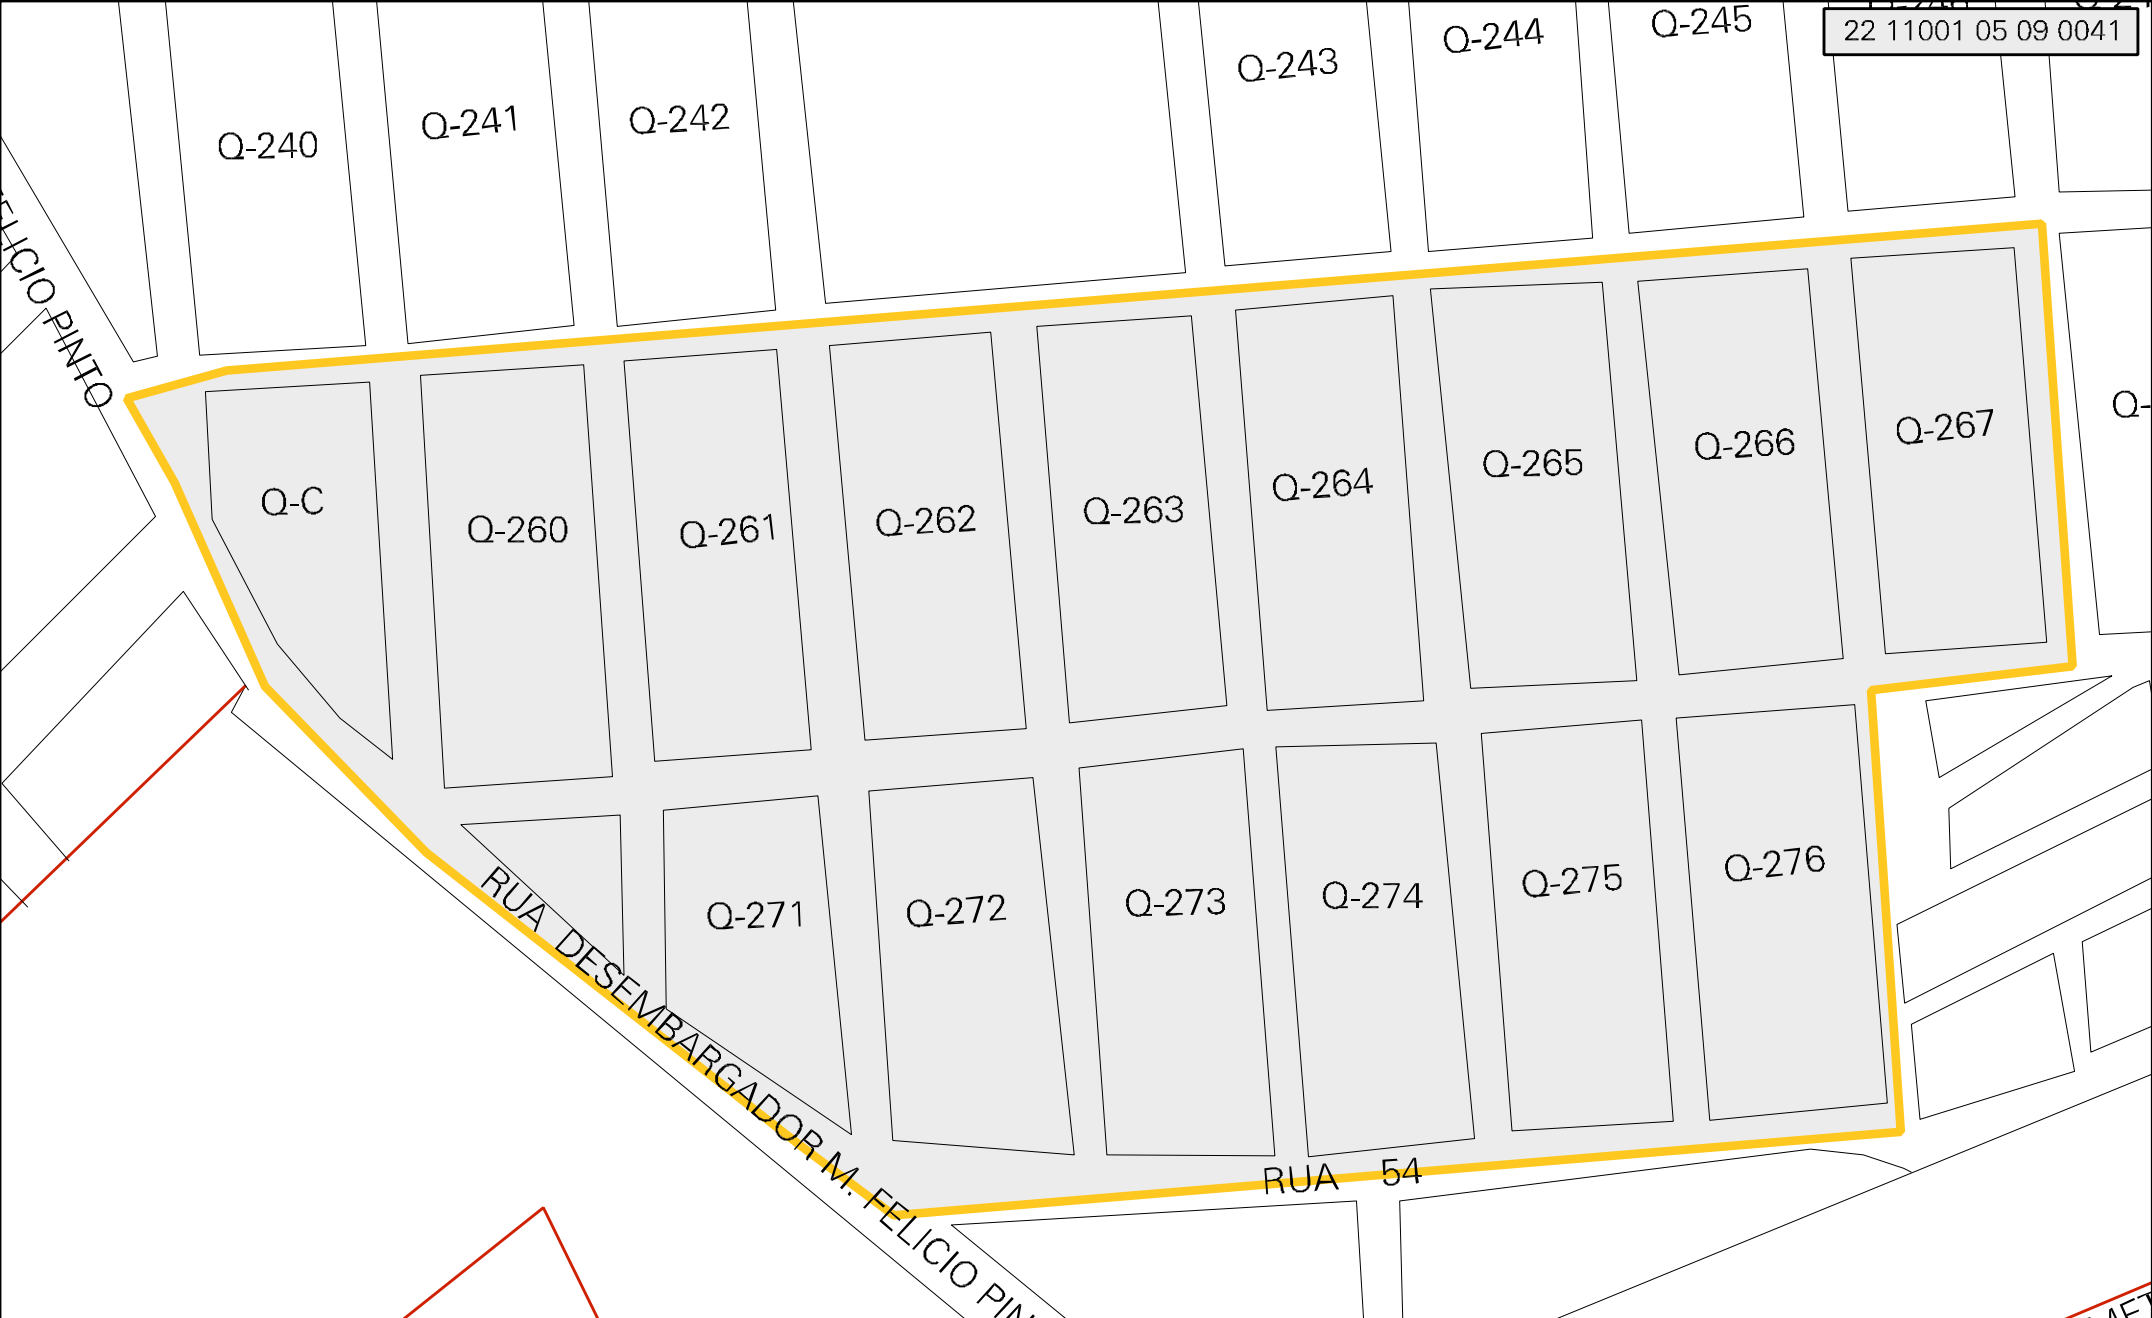 22 11001 05 09 0041
Q-243
Q-244
Q-245
Q-240
Q-241
Q-242
FELICIO PINTO
Q-C
Q-260
Q-261
Q-262
Q-263
Q-264
Q-265
Q-266
Q-267
Q-
Q-271
Q-272
Q-273
Q-274
Q-275
Q-276
RUA DESEMBARGADOR M. FELICIO PIN
RUA 54